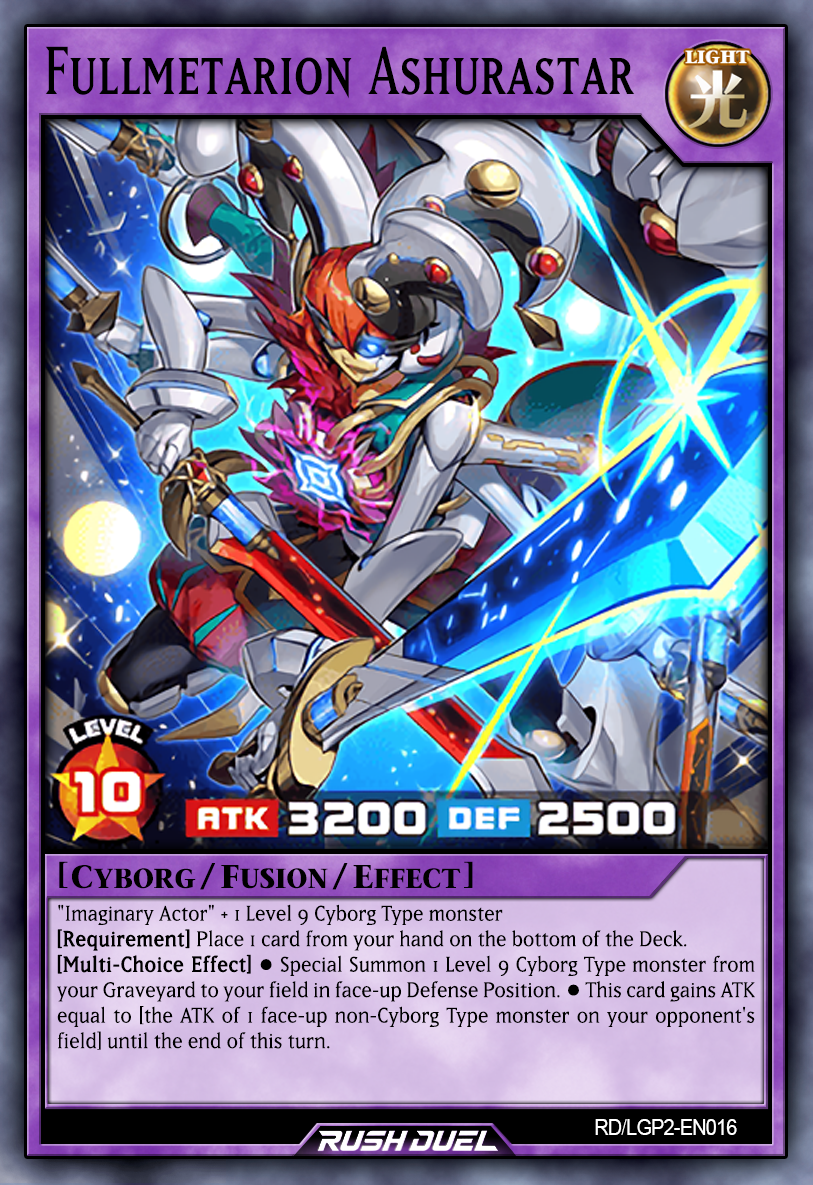 Fullmetarion Ashurastar
LIGHT
光
LEVEL
10
ATK 3200 DEF 2500
[Cyborg / Fusion / Effect]
"Imaginary Actor" + 1 Level 9 Cyborg Type monster
[Requirement] Place 1 card from your hand on the bottom of the Deck.
[Multi-Choice Effect] ● Special Summon 1 Level 9 Cyborg Type monster from
your Graveyard to your field in face-up Defense Position. ● This card gains ATK
equal to [the ATK of 1 face-up non-Cyborg Type monster on your opponent's
field] until the end of this turn.
RD/LGP2-EN016
RUSH DUEL